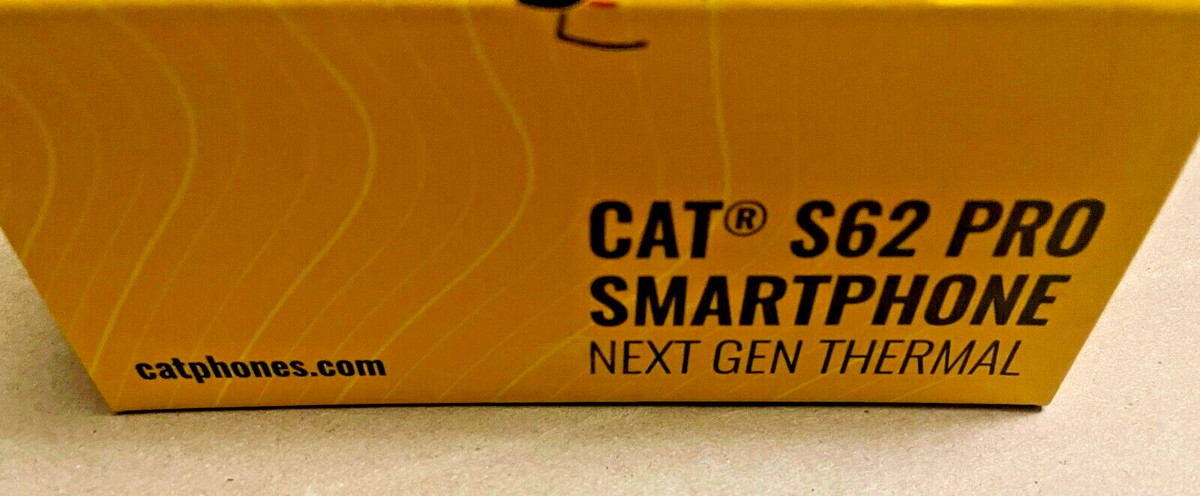 CAT® S62 PRO
SMARTPHONE
NEXT GEN THERMAL
catphones.com